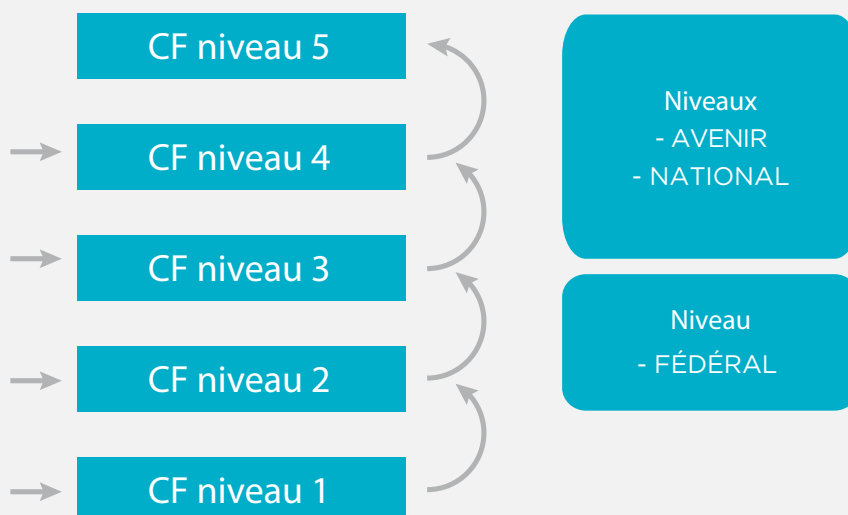 CF niveau 5
CF niveau 4
CF niveau 3
CF niveau 2
CF niveau 1
Niveaux
- AVENIR
- NATIONAL
Niveau
- FÉDÉRAL